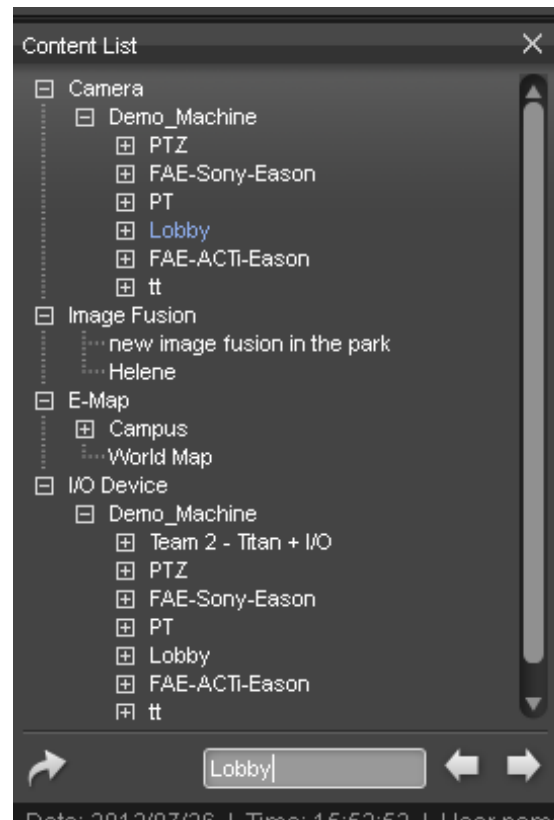 Content List
Camera
Demo_Machine
PTZ
FAE-Sony-Eason
PT
Lobby
FAE-ACTi-Eason
tt
Image Fusion
new image fusion in the park
Helene
E-Map
Campus
World Map
I/O Device
Demo_Machine
Team 2 - Titan + I/O
PTZ
FAE-Sony-Eason
PT
Lobby
FAE-ACTi-Eason
tt
Lobby